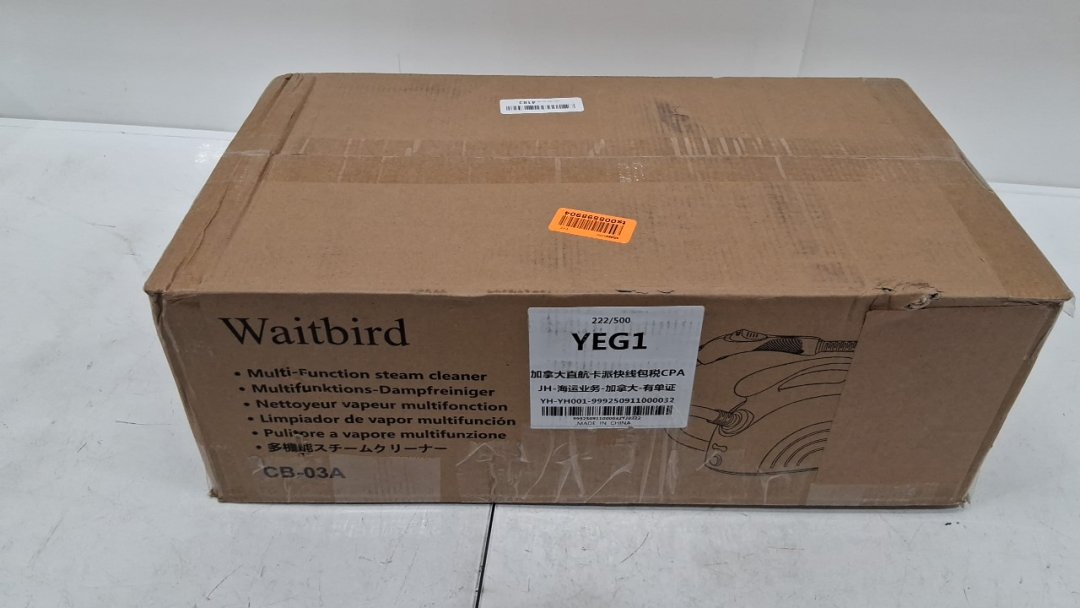 4192
TS0008598904
Waitbird
• Multi-Function steam cleaner
• Multifunktions-Dampfreiniger
• Nettoyeur vapeur multifonction
• Limpiador de vapor multifunción
• Pulitore a vapore multifunzione
• 多機能スチームクリーナー
CB-03A
222/500
YEG1
加拿大直航卡派快线包税CPA
JH-海运业务-加拿大-有单证
YH-YH001-999250911000032
MADE IN CHINA